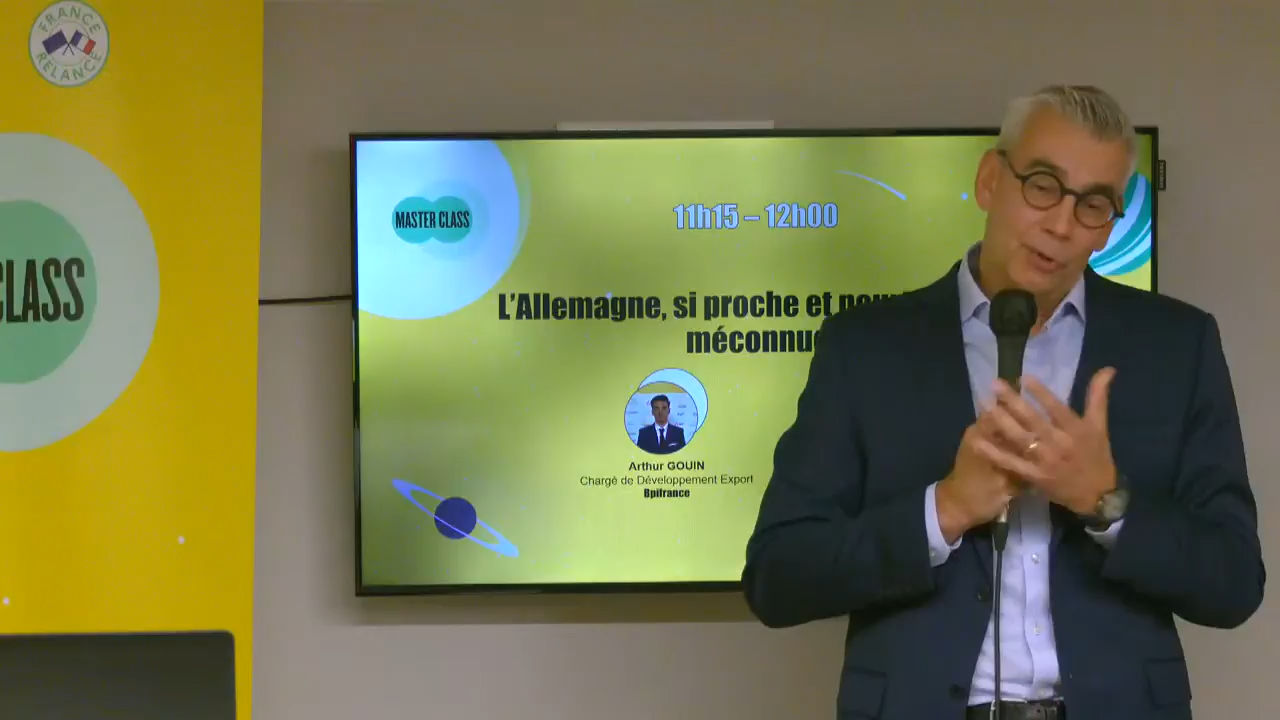 FRANCE
RELANCE
CLASS
MASTER CLASS
11h15 – 12h00
L'Allemagne, si proche et
méconnue
Arthur GOUIN
Chargé de Développement Export
Bpifrance